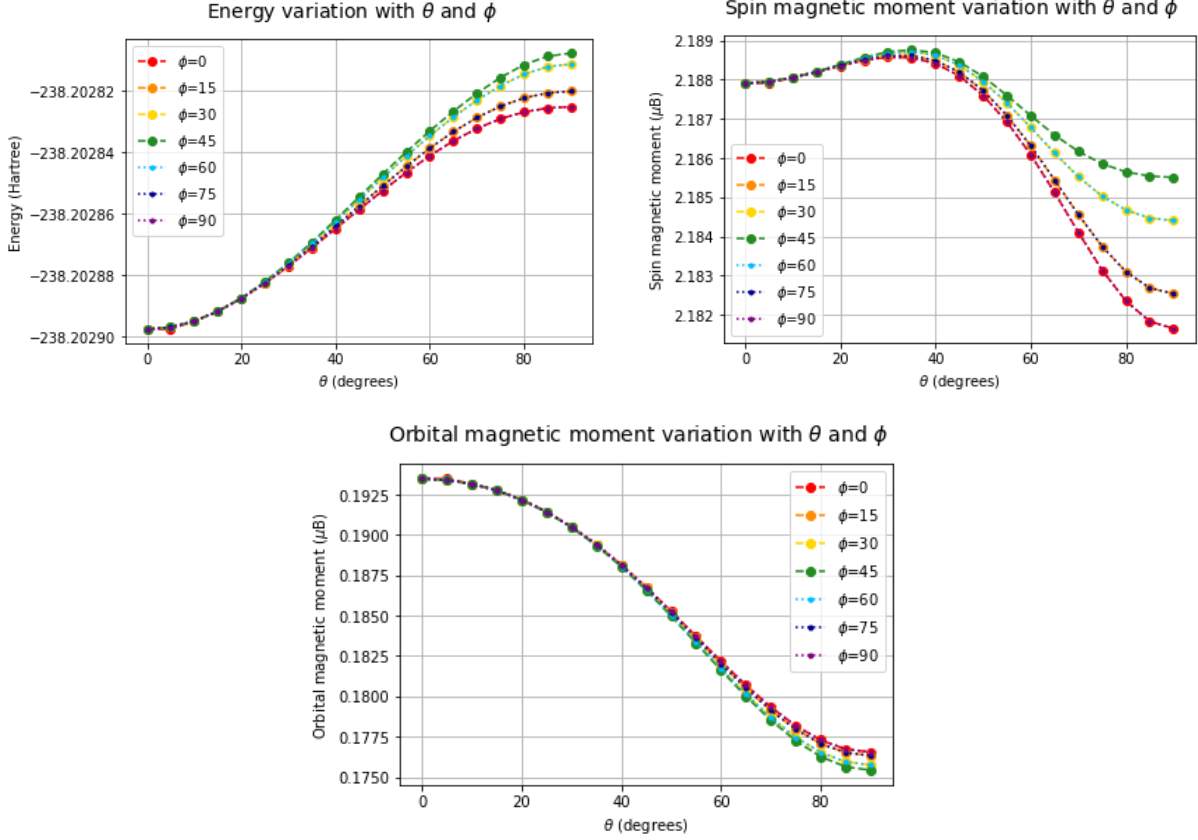 Energy variation with θ and ϕ
ϕ=0
ϕ=15
ϕ=30
ϕ=45
ϕ=60
ϕ=75
ϕ=90
−238.20282
−238.20284
−238.20286
−238.20288
−238.20290
Energy (Hartree)
0 20 40 60 80
θ (degrees)
Spin magnetic moment variation with θ and ϕ
2.189
2.188
2.187
2.186
2.185
2.184
2.183
2.182
Spin magnetic moment (μB)
ϕ=0
ϕ=15
ϕ=30
ϕ=45
ϕ=60
ϕ=75
ϕ=90
0 20 40 60 80
θ (degrees)
Orbital magnetic moment variation with θ and ϕ
0.1925
0.1900
0.1875
0.1850
0.1825
0.1800
0.1775
0.1750
Orbital magnetic moment (μB)
ϕ=0
ϕ=15
ϕ=30
ϕ=45
ϕ=60
ϕ=75
ϕ=90
0 20 40 60 80
θ (degrees)